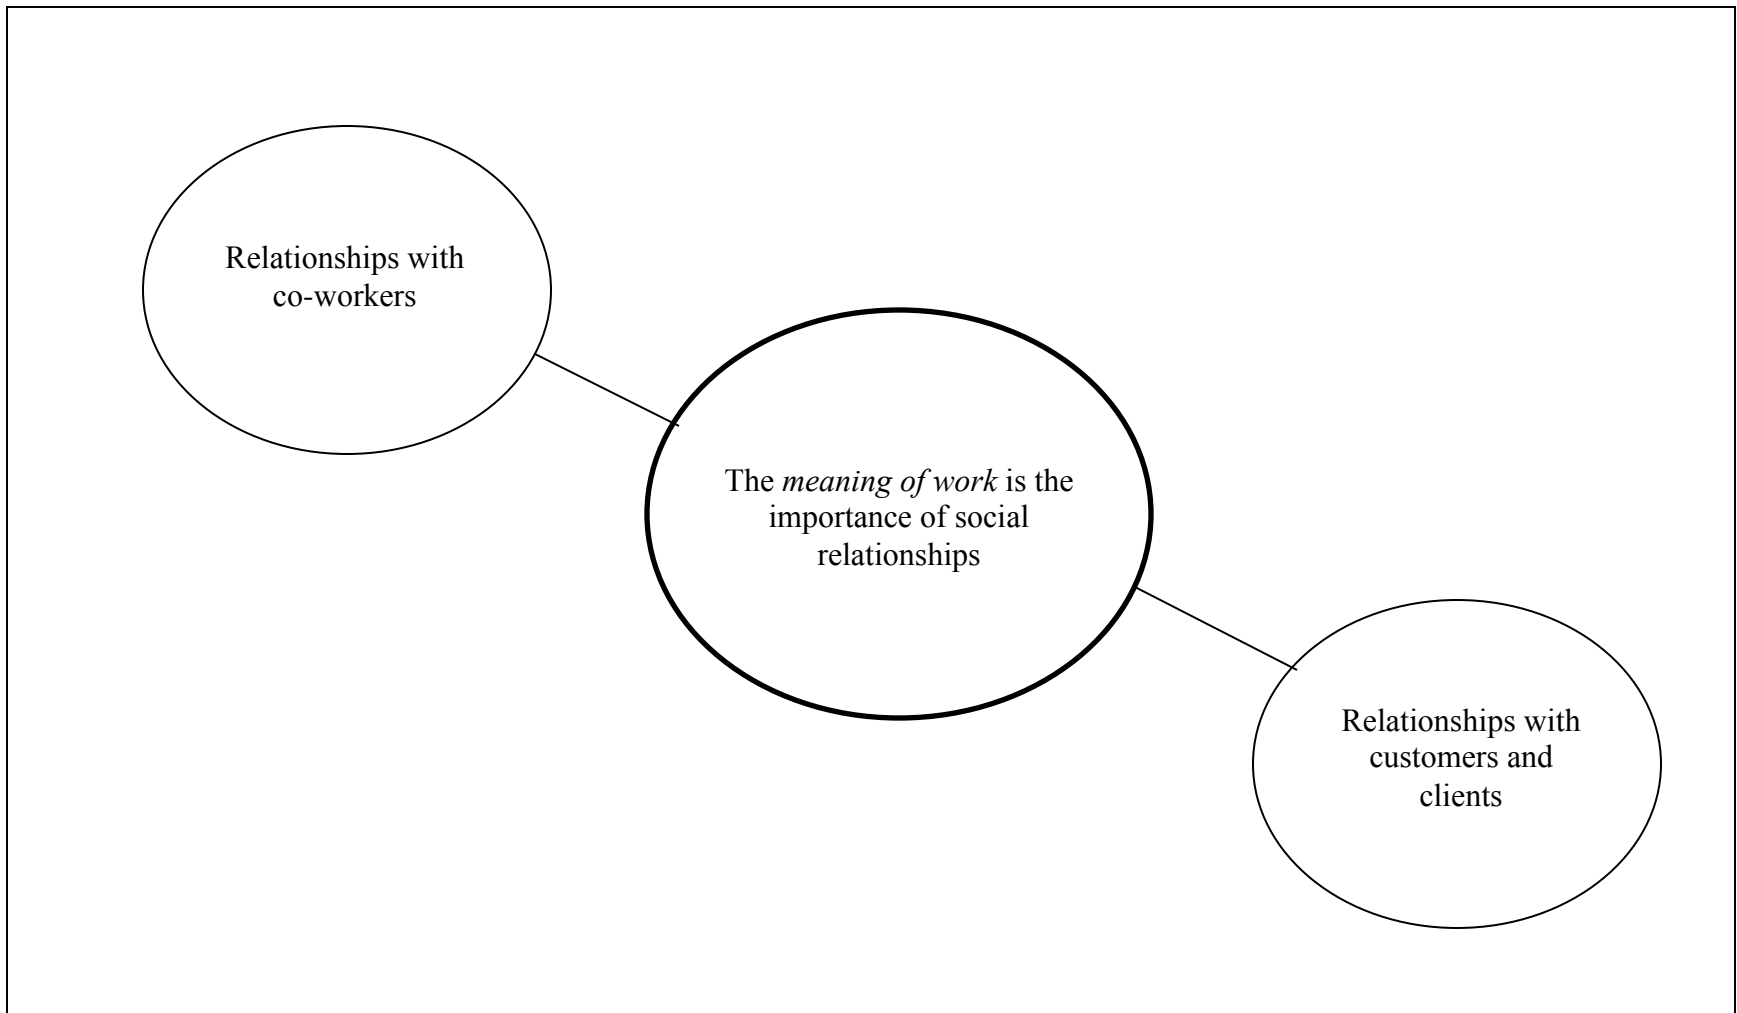 Relationships with
co-workers
The meaning of work is the
importance of social
relationships
Relationships with
customers and
clients